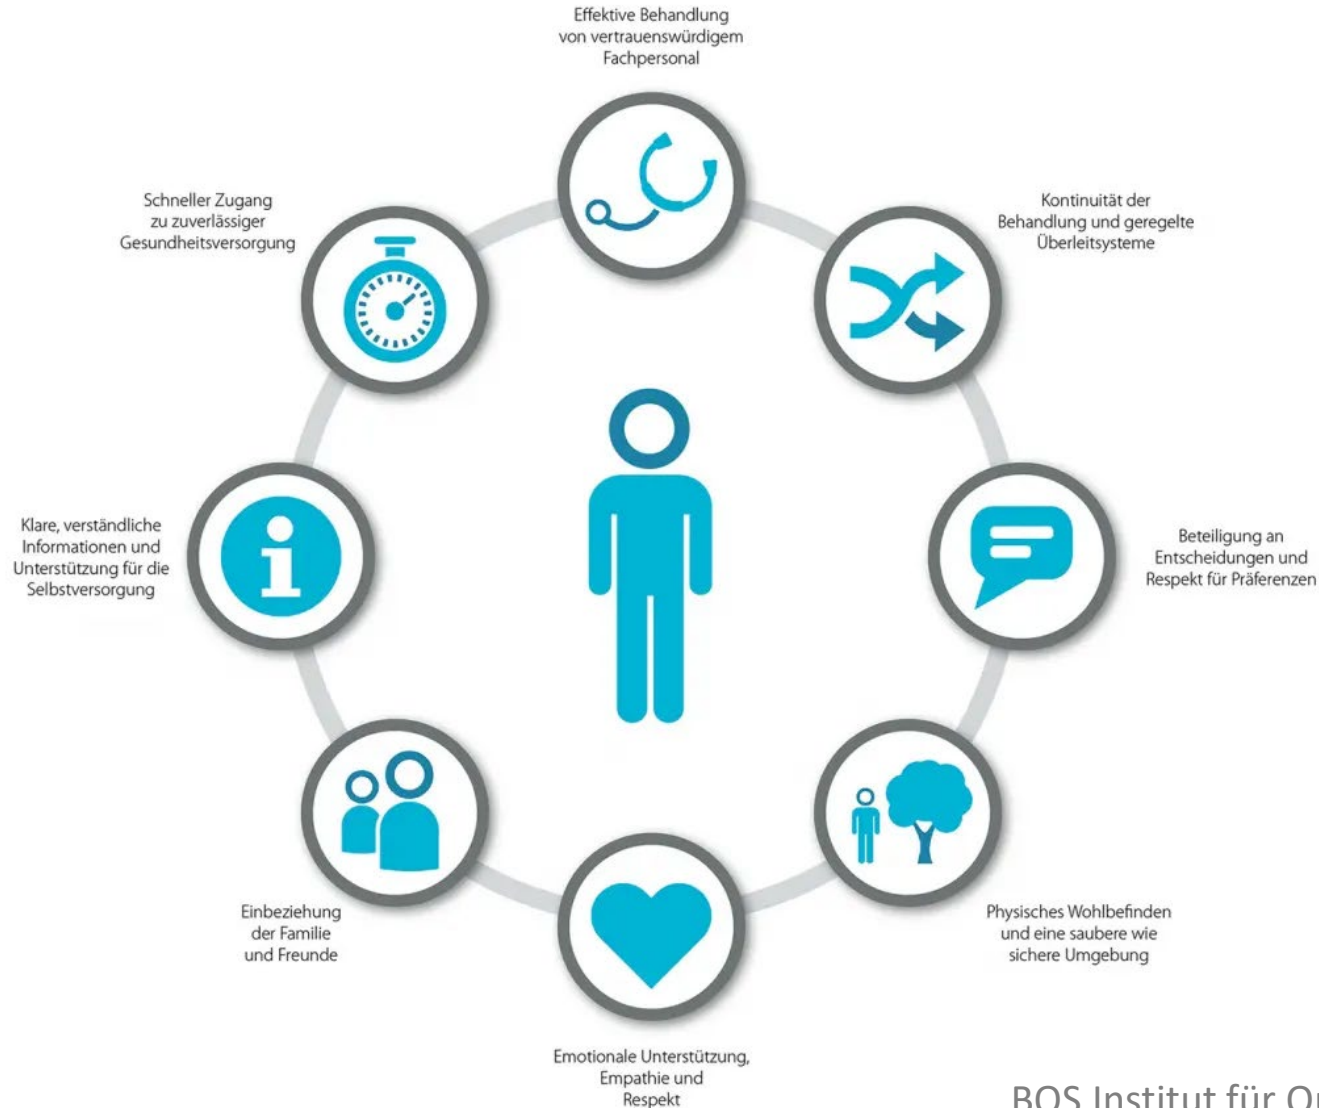 Effektive Behandlung
von vertrauenswürdigem
Fachpersonal
Kontinuität der
Behandlung und geregelte
Überleitsysteme
Beteiligung an
Entscheidungen und
Respekt für Präferenzen
Physisches Wohlbefinden
und eine saubere wie
sichere Umgebung
Emotionale Unterstützung,
Empathie und
Respekt
Einbeziehung
der Familie
und Freunde
Klare, verständliche
Informationen und
Unterstützung für die
Selbstversorgung
Schneller Zugang
zu zuverlässiger
Gesundheitsversorgung
BOS Institut für